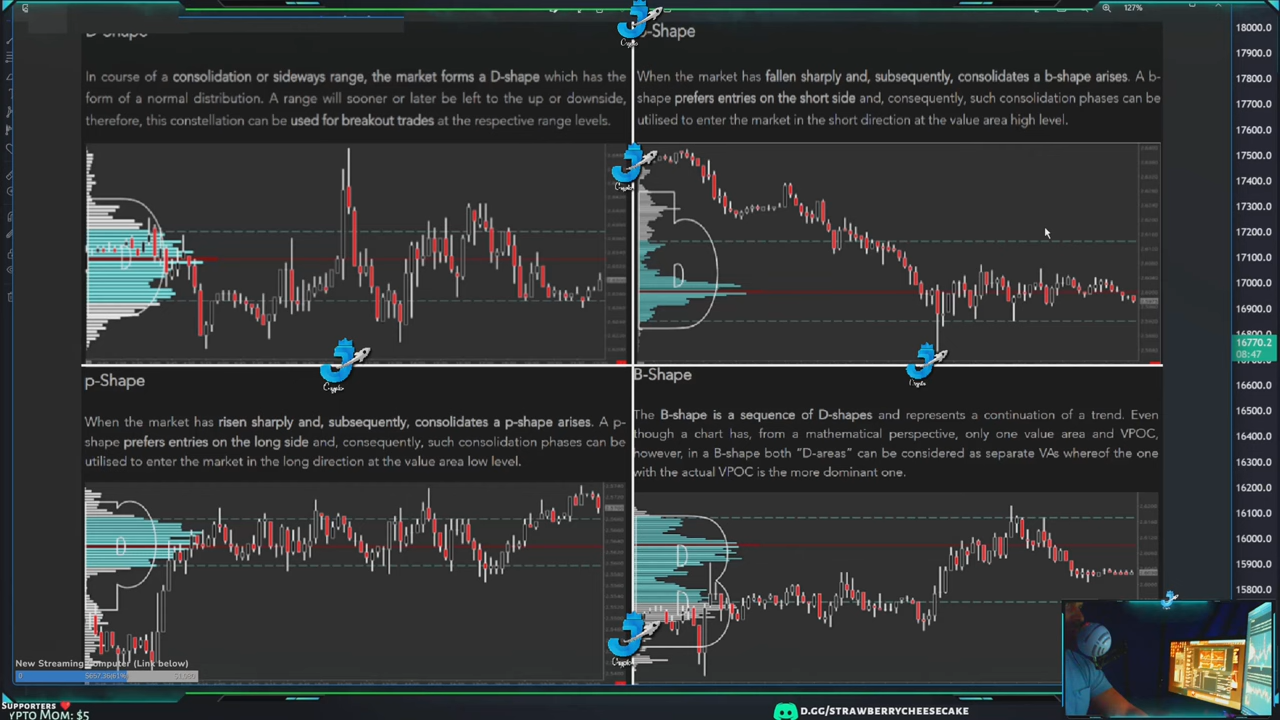 127%
D-Shape
In course of a consolidation or sideways range, the market forms a D-shape which has the
form of a normal distribution. A range will sooner or later be left to the up or downside,
therefore, this constellation can be used for breakout trades at the respective range levels.
D
b-Shape
When the market has fallen sharply and, subsequently, consolidates a b-shape arises. A b-
shape prefers entries on the short side and, consequently, such consolidation phases can be
utilised to enter the market in the short direction at the value area high level.
D
p-Shape
When the market has risen sharply and, subsequently, consolidates a p-shape arises. A p-
shape prefers entries on the long side and, consequently, such consolidation phases can be
utilised to enter the market in the long direction at the value area low level.
D
B-Shape
The B-shape is a sequence of D-shapes and represents a continuation of a trend. Even
though a chart has, from a mathematical perspective, only one value area and VPOC,
however, in a B-shape both "D-areas" can be considered as separate VAs whereof the one
with the actual VPOC is the more dominant one.
D
D
Crypto
Crypto
Crypto
Crypto
Crypto
18000.0
17900.0
17800.0
17700.0
17600.0
17500.0
17400.0
17300.0
17200.0
17100.0
17000.0
16900.0
16770.2
08:47
16600.0
16500.0
16400.0
16300.0
16200.0
16100.0
16000.0
15900.0
15800.0
New Streaming Computer (Link below)
0
Supporters
YPTO MOM: $5
D.GG/STRAWBERRYCHEESECAKE